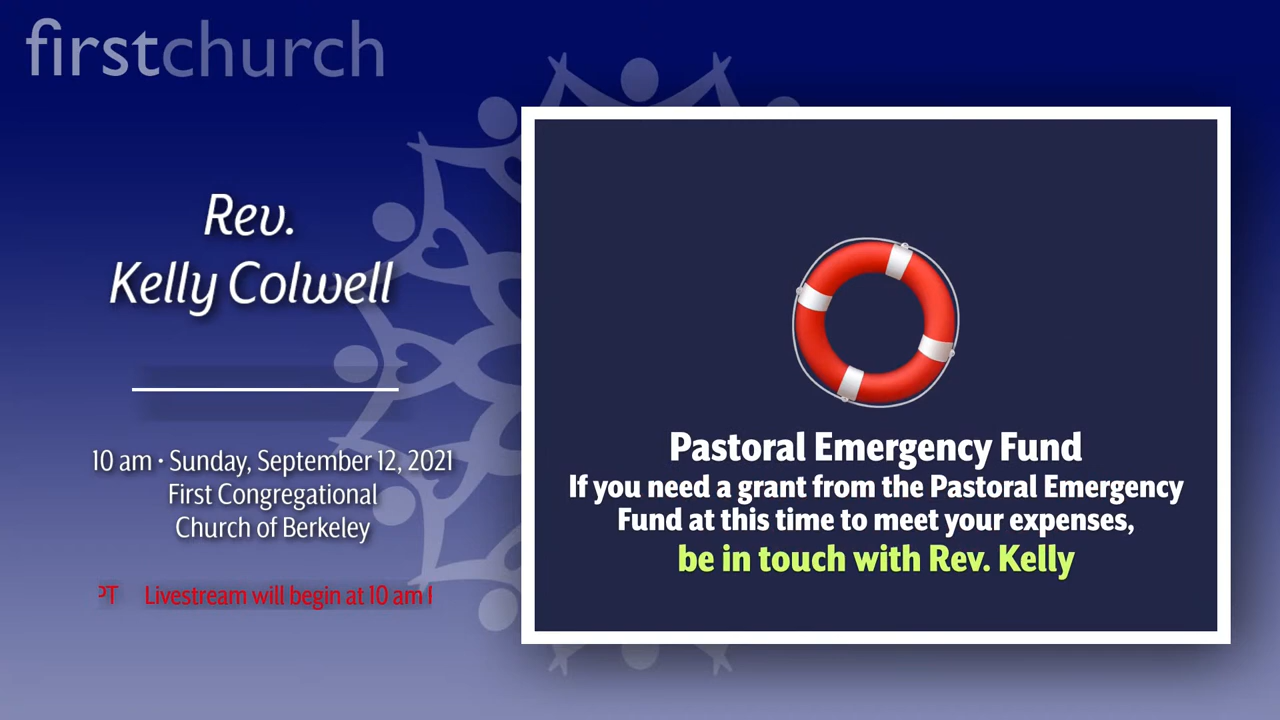 firstchurch
Rev.
Kelly Colwell
10 am • Sunday, September 12, 2021
First Congregational
Church of Berkeley
PT Livestream will begin at 10 am
Pastoral Emergency Fund
If you need a grant from the Pastoral Emergency
Fund at this time to meet your expenses,
be in touch with Rev. Kelly